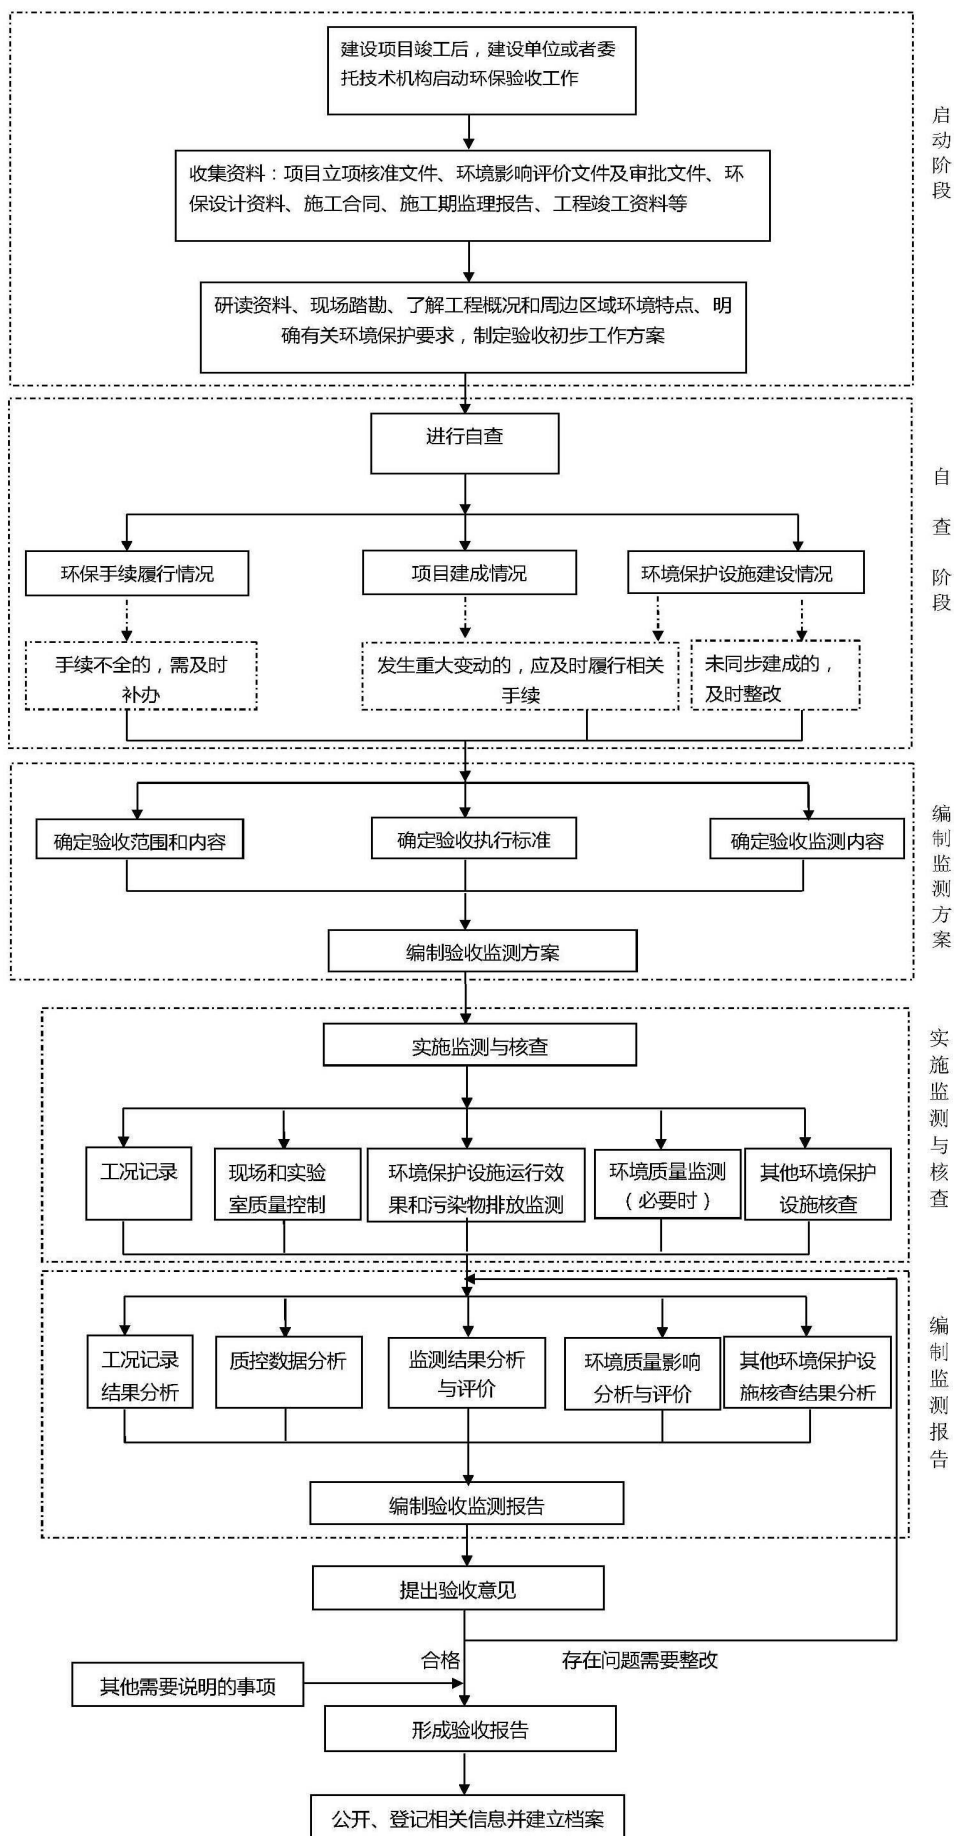 建设项目竣工后，建设单位或者委
托技术机构启动环保验收工作
启动阶段
收集资料：项目立项核准文件、环境影响评价文件及审批文件、环
保设计资料、施工合同、施工期监理报告、工程竣工资料等
研读资料、现场踏勘、了解工程概况和周边区域环境特点、明
确有关环境保护要求，制定验收初步工作方案
进行自查
自查阶段
环保手续履行情况
项目建成情况
环境保护设施建设情况
手续不全的，需及时
补办
发生重大变动的，应及时履行相关
手续
未同步建成的，
及时整改
编制监测方案
确定验收范围和内容
确定验收执行标准
确定验收监测内容
编制验收监测方案
实施监测与核查
实施监测与核查
工况记录
现场和实验
室质量控制
环境保护设施运行效
果和污染物排放监测
环境质量监测
（必要时）
其他环境保护
设施核查
编制监测报告
工况记录
结果分析
质控数据分析
监测结果分析
与评价
环境质量影响
分析与评价
其他环境保护设
施核查结果分析
编制验收监测报告
提出验收意见
合格
存在问题需要整改
其他需要说明的事项
形成验收报告
公开、登记相关信息并建立档案